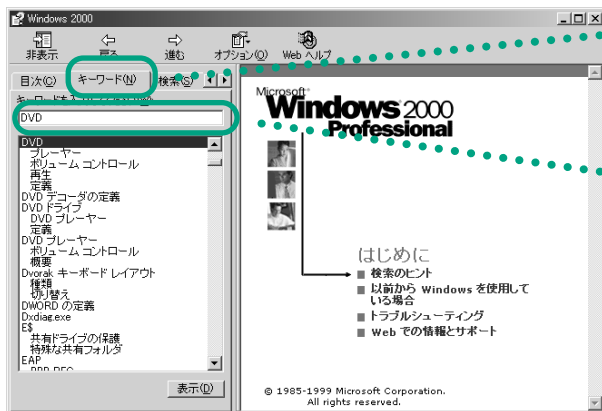 Windows 2000
非表示 戻る 進む オプション(O) Web ヘルプ
目次(C) キーワード(N) 検索(S)
DVD
DVD
プレーヤー
ボリューム コントロール
再生
定義
DVD デコーダの定義
DVD ドライブ
DVD プレーヤー
定義
DVD プレーヤー
ボリューム コントロール
概要
Dvorak キーボード レイアウト
種類
切り替え
DWORD の定義
Dxdiag.exe
E$
共有ドライブの保護
特殊な共有フォルダ
EAP
表示(D)
Microsoft
Windows 2000
Professional
はじめに
検索のヒント
以前から Windows を使用して
いる場合
トラブルシューティング
Web での情報とサポート
© 1985-1999 Microsoft Corporation.
All rights reserved.